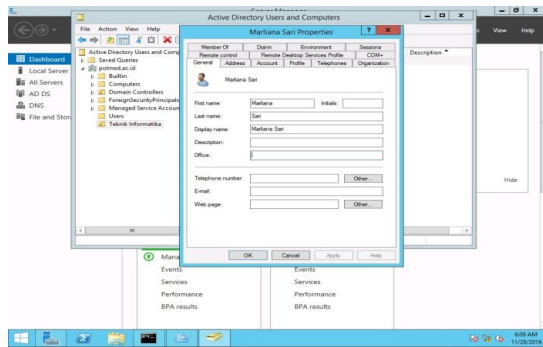 Server Manager
Active Directory Users and Computers
File Action View Help
View Help
Dashboard
Local Server
All Servers
AD DS
DNS
File and Stor
Active Directory Users and Comp
Saved Queries
polmed.ac.id
Builtin
Computers
Domain Controllers
ForeignSecurityPrincipals
Managed Service Accoun
Users
Teknik Informatika
Description
Marliana Sari Properties
Member Of Dial-in Environment Sessions
Remote control Remote Desktop Services Profile COM+
General Address Account Profile Telephones Organization
Marliana Sari
First name: Marliana Initials:
Last name: Sari
Display name: Marliana Sari
Description:
Office:
Telephone number: Other...
E-mail:
Web page: Other...
OK Cancel Apply Help
Hide
Mana
Events
Services
Performance
BPA results
Events
Services
Performance
BPA results
6:09 AM
11/28/2016